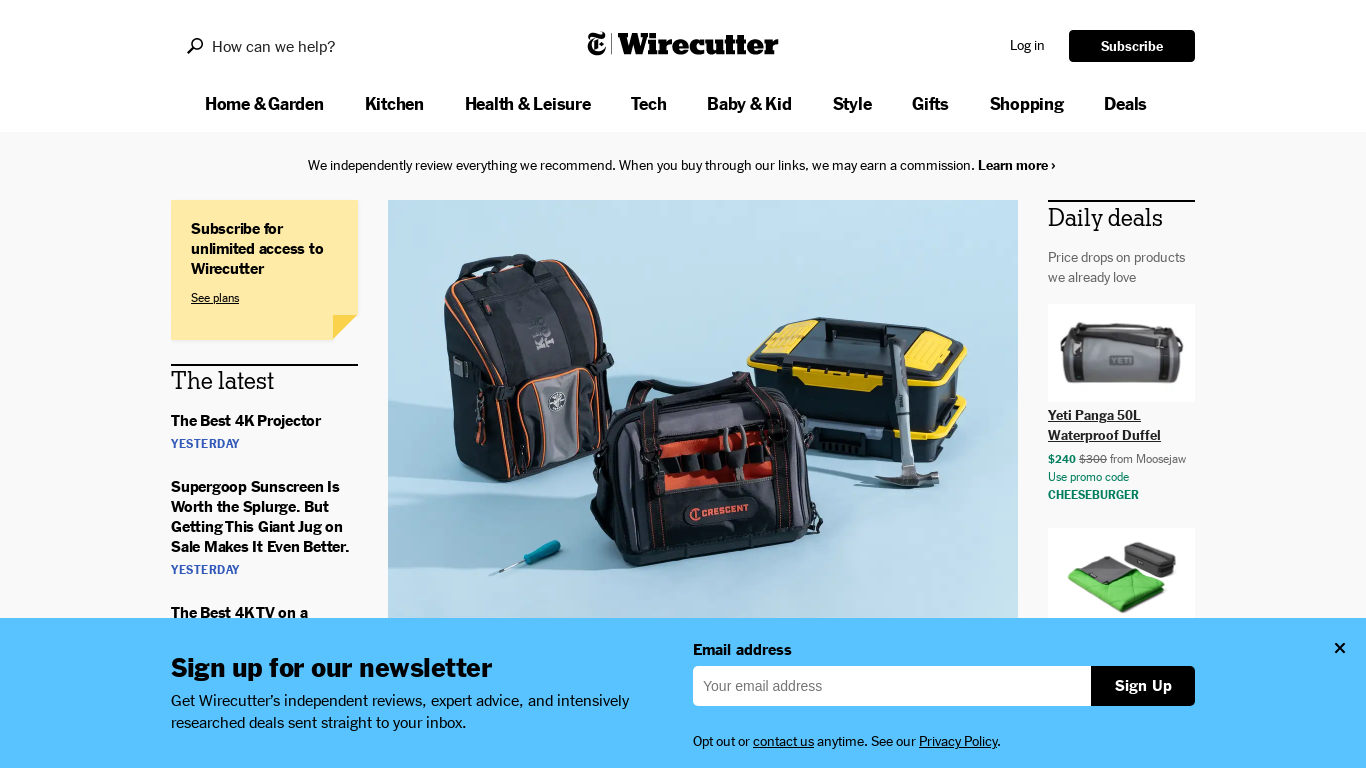 How can we help?
Wirecutter
Log in
Subscribe
Home & Garden
Kitchen
Health & Leisure
Tech
Baby & Kid
Style
Gifts
Shopping
Deals
We independently review everything we recommend. When you buy through our links, we may earn a commission. Learn more ›
Subscribe for
unlimited access to
Wirecutter
See plans
The latest
The Best 4K Projector
YESTERDAY
Supergoop Sunscreen Is
Worth the Splurge. But
Getting This Giant Jug on
Sale Makes It Even Better.
YESTERDAY
The Best 4K TV on a
KLEIN
CRESCENT
Daily deals
Price drops on products
we already love
YETI
Yeti Panga 50L
Waterproof Duffel
$240 $300 from Moosejaw
Use promo code
CHEESEBURGER
Sign up for our newsletter
Get Wirecutter’s independent reviews, expert advice, and intensively
researched deals sent straight to your inbox.
Email address
Your email address
Sign Up
Opt out or contact us anytime. See our Privacy Policy.